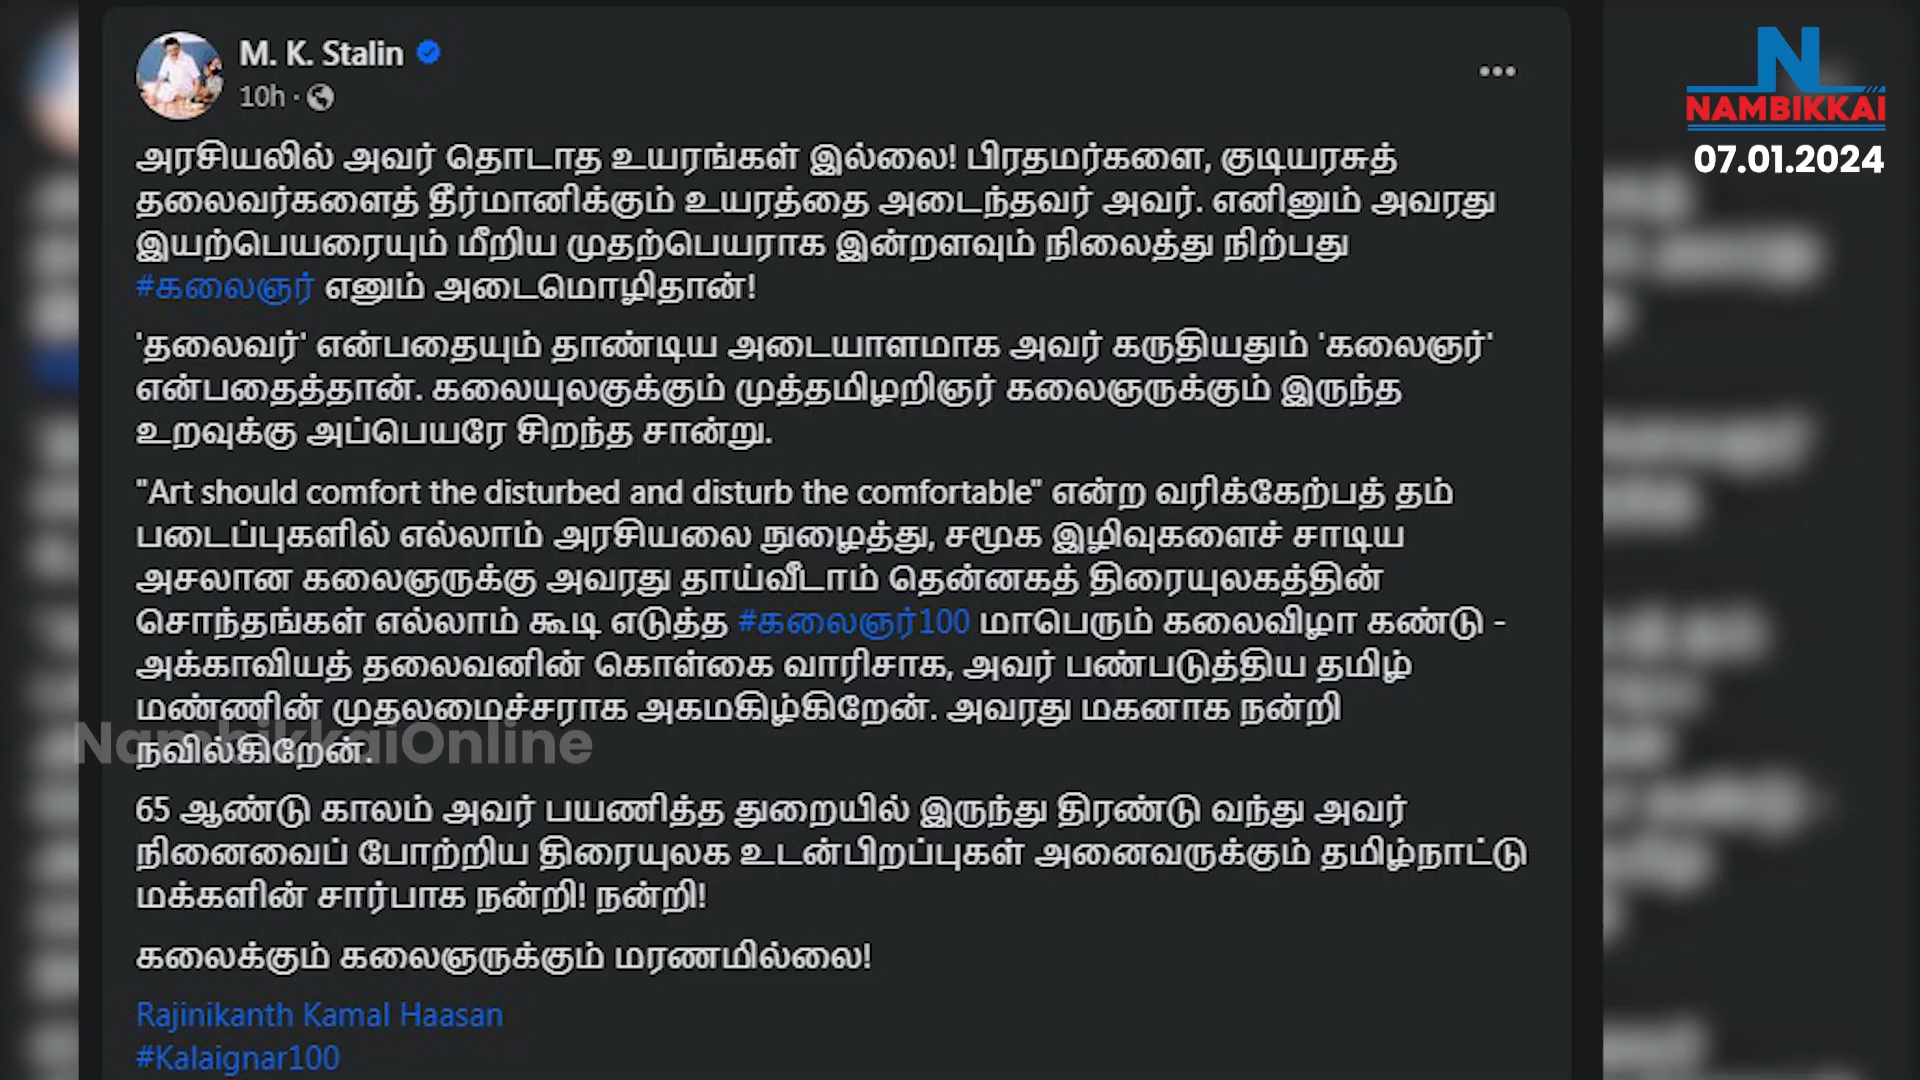 M. K. Stalin
10h ·
அரசியலில் அவர் தொடாத உயரங்கள் இல்லை! பிரதமர்களை, குடியரசுத்
தலைவர்களைத் தீர்மானிக்கும் உயரத்தை அடைந்தவர் அவர். எனினும் அவரது
இயற்பெயரையும் மீறிய முதற்பெயராக இன்றளவும் நிலைத்து நிற்பது
#கலைஞர் எனும் அடைமொழிதான்!
'தலைவர்' என்பதையும் தாண்டிய அடையாளமாக அவர் கருதியதும் 'கலைஞர்'
என்பதைத்தான். கலையுலகுக்கும் முத்தமிழறிஞர் கலைஞருக்கும் இருந்த
உறவுக்கு அப்பெயரே சிறந்த சான்று.
"Art should comfort the disturbed and disturb the comfortable" என்ற வரிக்கேற்பத் தம்
படைப்புகளில் எல்லாம் அரசியலை நுழைத்து, சமூக இழிவுகளைச் சாடிய
அசலான கலைஞருக்கு அவரது தாய்வீடாம் தென்னகத் திரையுலகத்தின்
சொந்தங்கள் எல்லாம் கூடி எடுத்த #கலைஞர்100 மாபெரும் கலைவிழா கண்டு -
அக்காவியத் தலைவனின் கொள்கை வாரிசாக, அவர் பண்படுத்திய தமிழ்
மண்ணின் முதலமைச்சராக அகமகிழ்கிறேன். அவரது மகனாக நன்றி
நவில்கிறேன்.
65 ஆண்டு காலம் அவர் பயணித்த துறையில் இருந்து திரண்டு வந்து அவர்
நினைவைப் போற்றிய திரையுலக உடன்பிறப்புகள் அனைவருக்கும் தமிழ்நாட்டு
மக்களின் சார்பாக நன்றி! நன்றி!
கலைக்கும் கலைஞருக்கும் மரணமில்லை!
Rajinikanth Kamal Haasan
#Kalaignar100
N
NAMBIKKAI
07.01.2024
NambikkaiOnline